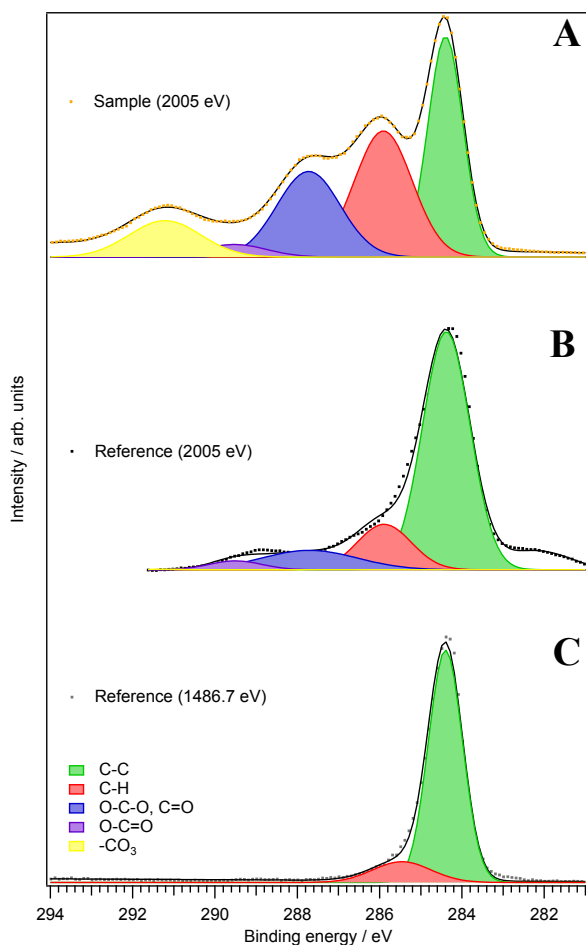 A
Sample (2005 eV)
B
Reference (2005 eV)
C
Reference (1486.7 eV)
C-C
C-H
O-C-O, C=O
O-C=O
-CO₃
Intensity / arb. units
294 292 290 288 286 284 282
Binding energy / eV